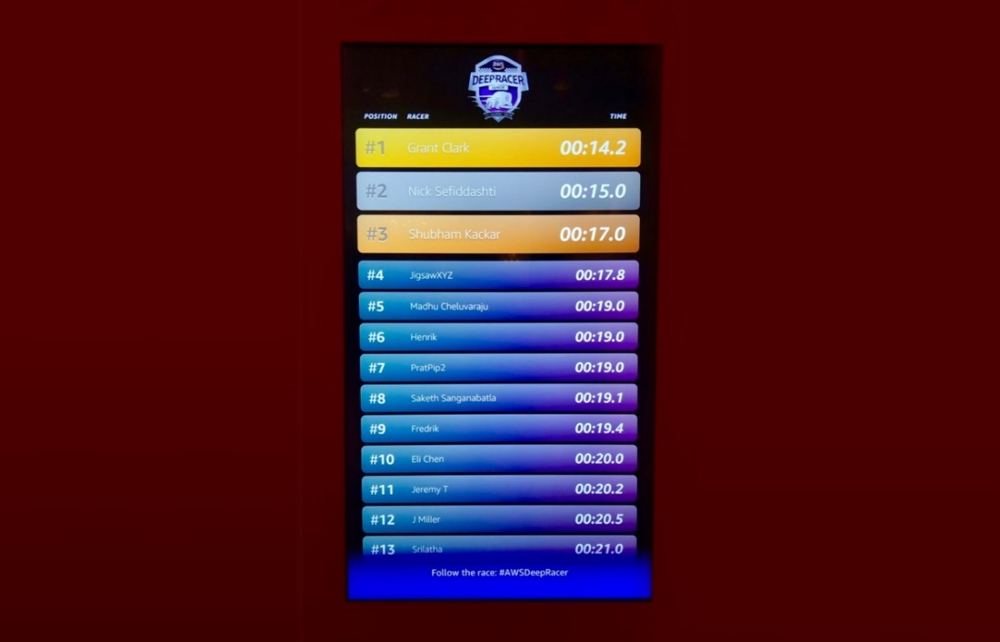 aws
DEEPRACER
LEAGUE
POSITION RACER TIME
#1 Grant Clark 00:14.2
#2 Nick Sefiddashti 00:15.0
#3 Shubham Kackar 00:17.0
#4 JigsawXYZ 00:17.8
#5 Madhu Cheluvaraju 00:19.0
#6 Henrik 00:19.0
#7 PratPip2 00:19.0
#8 Saketh Sanganabatla 00:19.1
#9 Fredrik 00:19.4
#10 Eli Chen 00:20.0
#11 Jeremy T 00:20.2
#12 J Miller 00:20.5
#13 Srilatha 00:21.0
Follow the race: #AWSDeepRacer